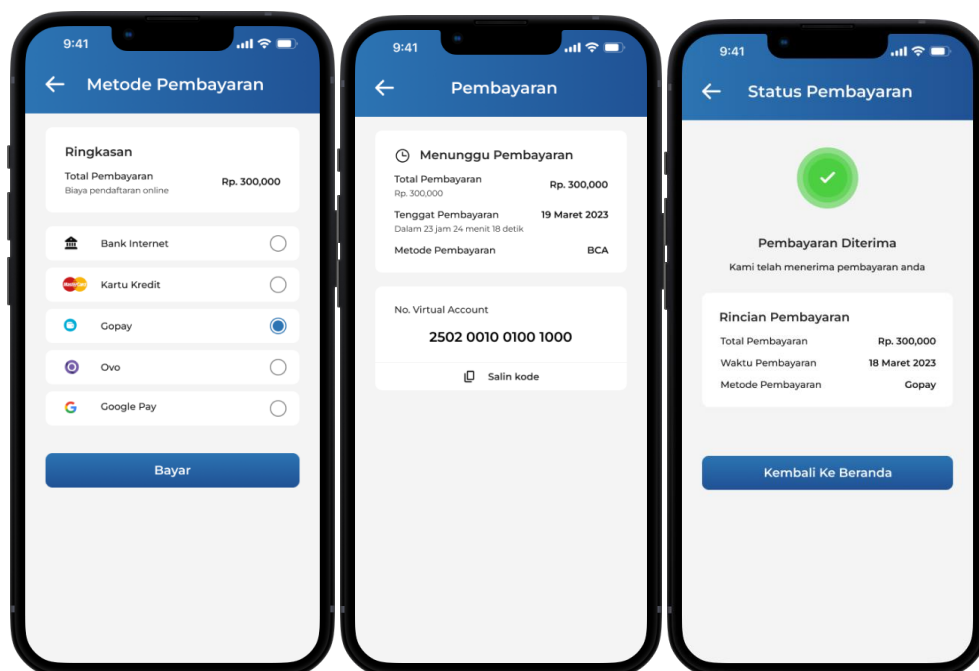 9:41
Metode Pembayaran
Ringkasan
Total Pembayaran
Biaya pendaftaran online
Rp. 300,000
Bank Internet
Kartu Kredit
Gopay
Ovo
Google Pay
Bayar
9:41
Pembayaran
Menunggu Pembayaran
Total Pembayaran
Rp. 300,000
Rp. 300,000
Tenggat Pembayaran
19 Maret 2023
Dalam 23 jam 24 menit 18 detik
Metode Pembayaran
BCA
No. Virtual Account
2502 0010 0100 1000
Salin kode
9:41
Status Pembayaran
Pembayaran Diterima
Kami telah menerima pembayaran anda
Rincian Pembayaran
Total Pembayaran
Rp. 300,000
Waktu Pembayaran
18 Maret 2023
Metode Pembayaran
Gopay
Kembali Ke Beranda